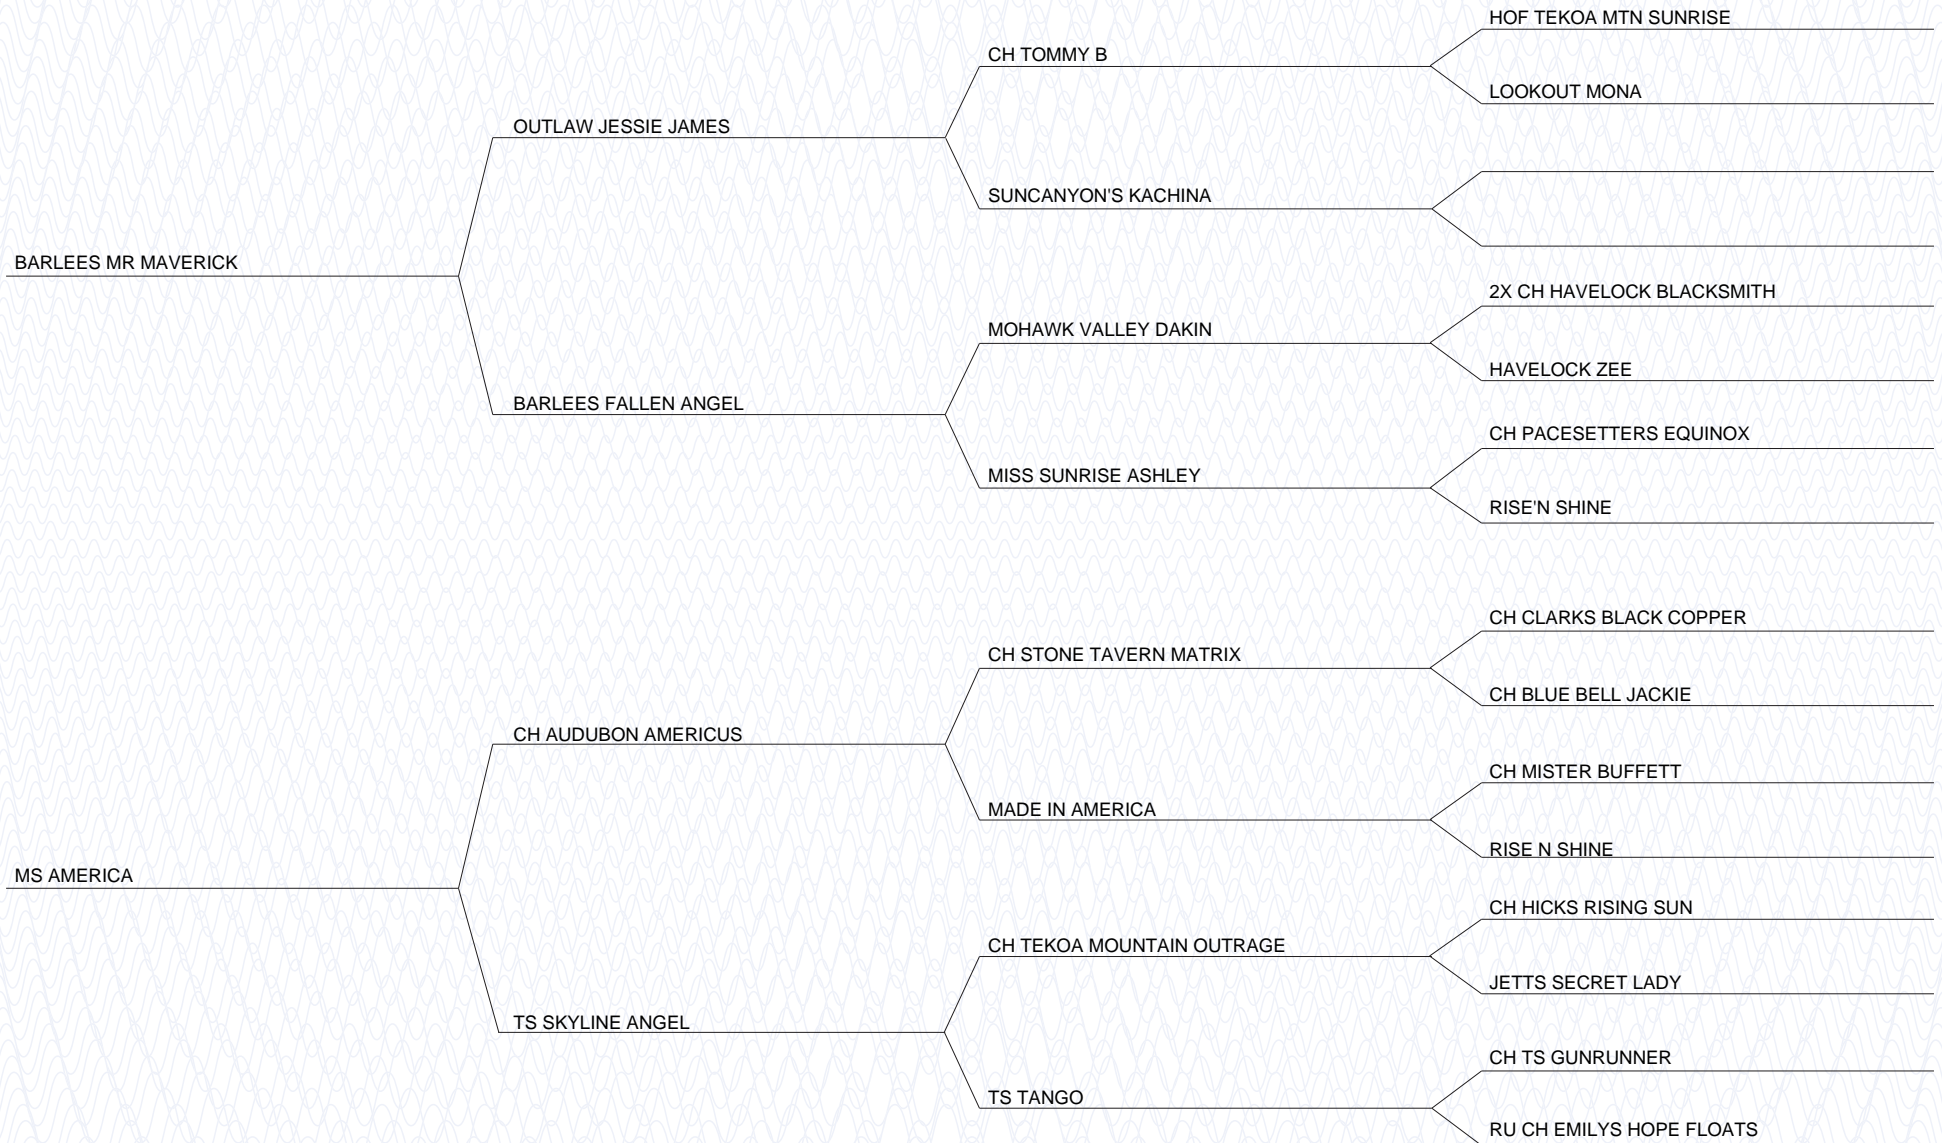 HOF TEKOA MTN SUNRISE
CH TOMMY B
LOOKOUT MONA
OUTLAW JESSIE JAMES
SUNCANYON'S KACHINA
BARLEES MR MAVERICK
2X CH HAVELOCK BLACKSMITH
MOHAWK VALLEY DAKIN
HAVELOCK ZEE
BARLEES FALLEN ANGEL
CH PACESETTERS EQUINOX
MISS SUNRISE ASHLEY
RISE'N SHINE
CH CLARKS BLACK COPPER
CH STONE TAVERN MATRIX
CH BLUE BELL JACKIE
CH AUDUBON AMERICUS
CH MISTER BUFFETT
MADE IN AMERICA
RISE N SHINE
MS AMERICA
CH HICKS RISING SUN
CH TEKOA MOUNTAIN OUTRAGE
JETTS SECRET LADY
TS SKYLINE ANGEL
CH TS GUNRUNNER
TS TANGO
RU CH EMILYS HOPE FLOATS